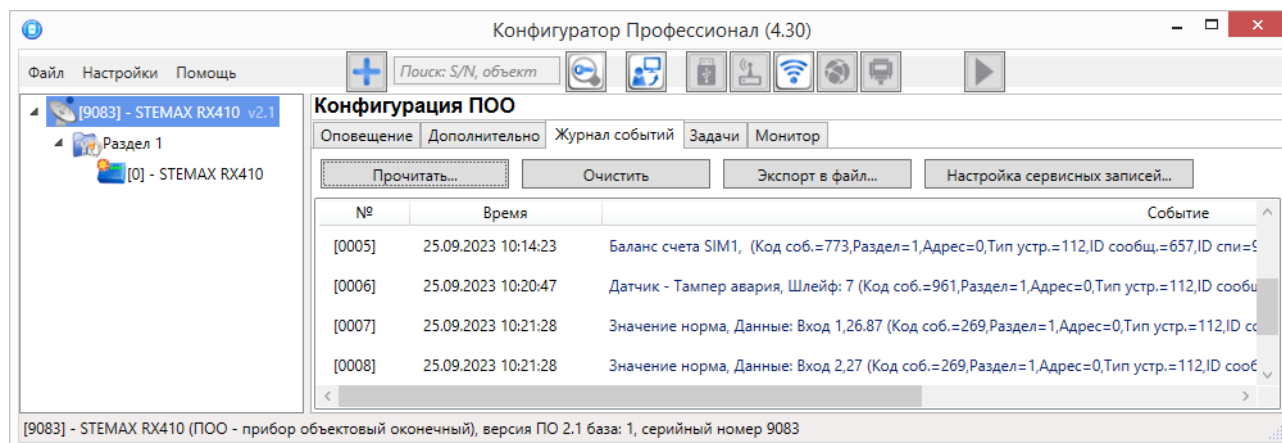 Конфигуратор Профессионал (4.30)
Файл Настройки Помощь
Поиск: S/N, объект
[9083] - STEMAX RX410 v2.1
Раздел 1
[0] - STEMAX RX410
Конфигурация ПОО
Оповещение Дополнительно Журнал событий Задачи Монитор
Прочитать... Очистить Экспорт в файл... Настройка сервисных записей...
№ Время Событие
[0005] 25.09.2023 10:14:23 Баланс счета SIM1, (Код соб.=773,Раздел=1,Адрес=0,Тип устр.=112,ID сообщ.=657,ID спи=9
[0006] 25.09.2023 10:20:47 Датчик - Тампер авария, Шлейф: 7 (Код соб.=961,Раздел=1,Адрес=0,Тип устр.=112,ID сообщ
[0007] 25.09.2023 10:21:28 Значение норма, Данные: Вход 1,26.87 (Код соб.=269,Раздел=1,Адрес=0,Тип устр.=112,ID со
[0008] 25.09.2023 10:21:28 Значение норма, Данные: Вход 2,27 (Код соб.=269,Раздел=1,Адрес=0,Тип устр.=112,ID сооб
[9083] - STEMAX RX410 (ПОО - прибор объектовый оконечный), версия ПО 2.1 база: 1, серийный номер 9083